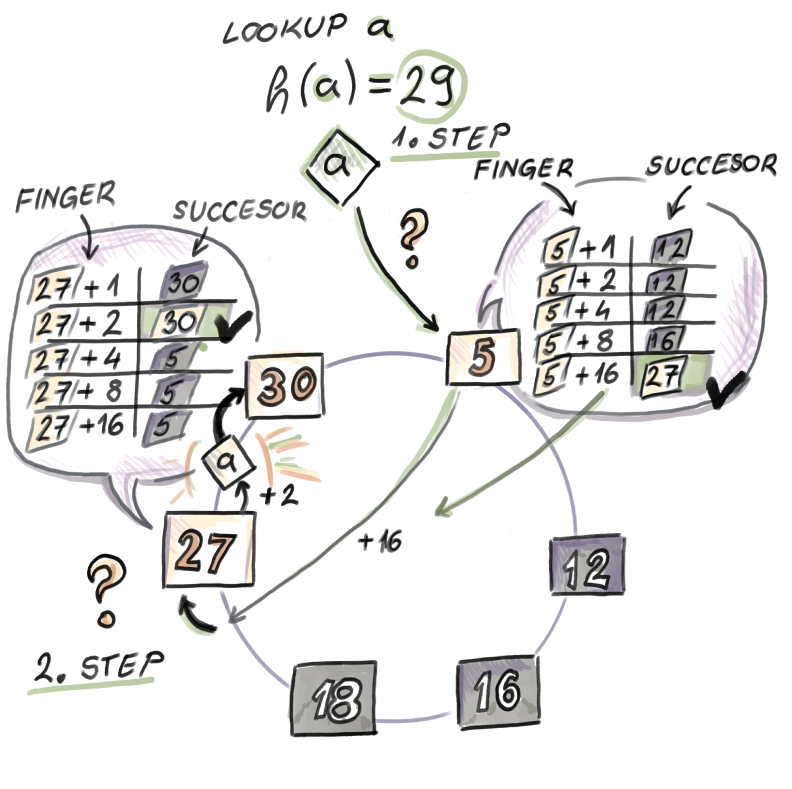 LOOKUP a
h(a) = 29
1. STEP
a
?
FINGER SUCCESOR
5 + 1 12
5 + 2 12
5 + 4 12
5 + 8 16
5 + 16 27
FINGER SUCCESOR
27 + 1 30
27 + 2 30
27 + 4 5
27 + 8 5
27 +16 5
30
5
a
+2
27
+16
12
?
2. STEP
18
16